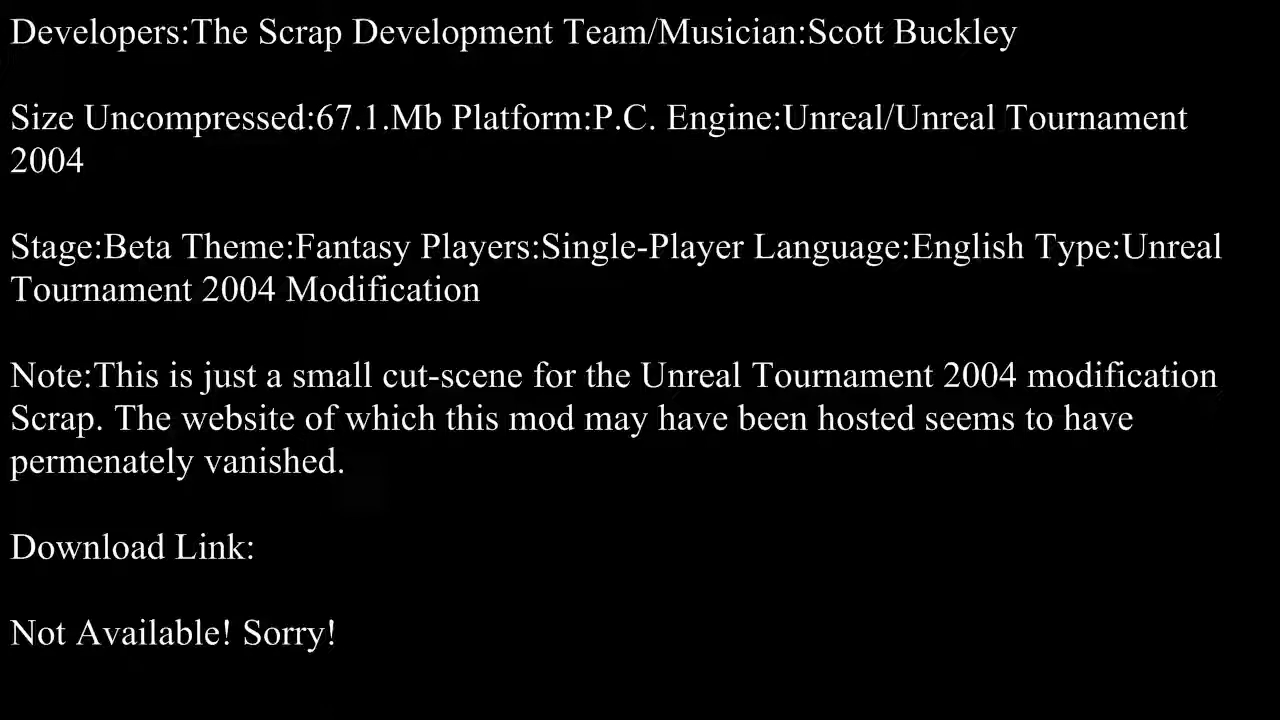 Developers:The Scrap Development Team/Musician:Scott Buckley
Size Uncompressed:67.1.Mb Platform:P.C. Engine:Unreal/Unreal Tournament
2004
Stage:Beta Theme:Fantasy Players:Single-Player Language:English Type:Unreal
Tournament 2004 Modification
Note:This is just a small cut-scene for the Unreal Tournament 2004 modification
Scrap. The website of which this mod may have been hosted seems to have
permenately vanished.
Download Link:
Not Available! Sorry!